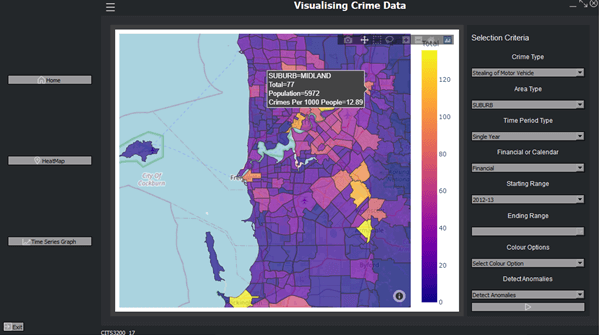 Visualising Crime Data
Home
HeatMap
Time Series Graph
Exit
SUBURB=MIDLAND
Total=77
Population=5972
Crimes Per 1000 People=12.89
City Of
Cockburn
Total
120
100
80
60
40
20
0
Selection Criteria
Crime Type
Stealing of Motor Vehicle
Area Type
SUBURB
Time Period Type
Single Year
Financial or Calendar
Financial
Starting Range
2012-13
Ending Range
Colour Options
Select Colour Option
Detect Anomalies
Detect Anomalies
CITS3200 17